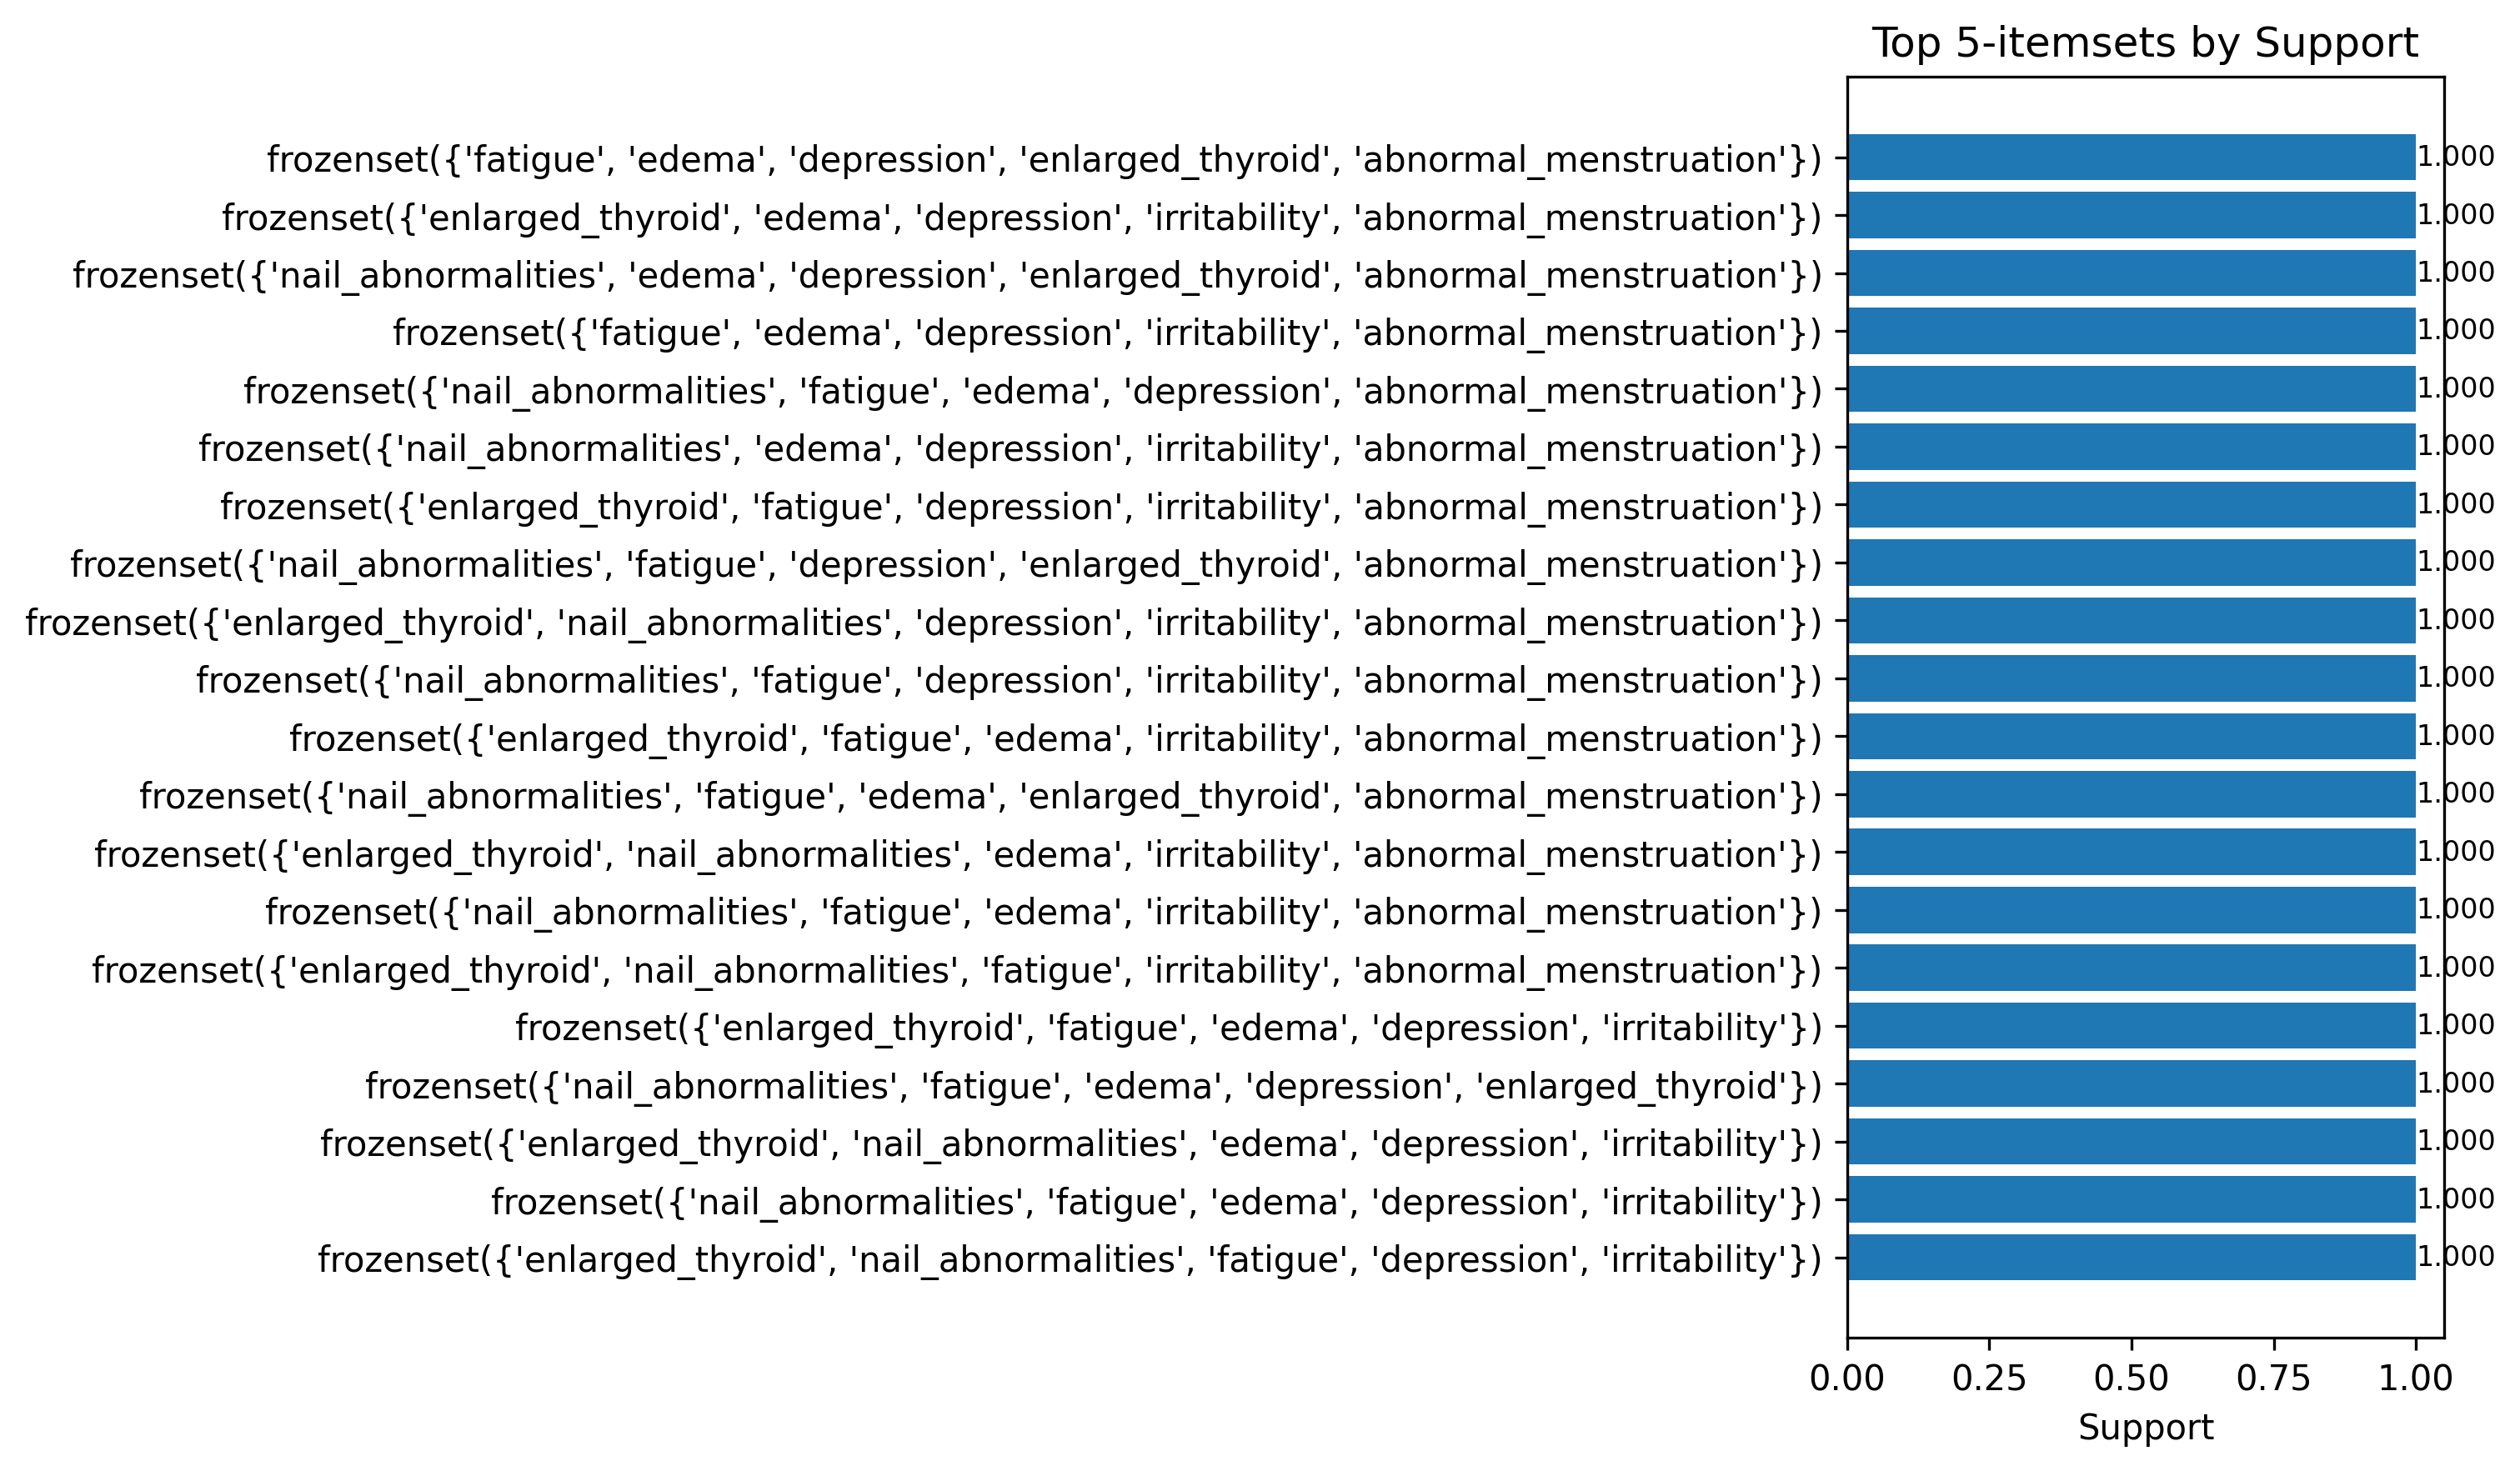 Top 5-itemsets by Support
frozenset({'fatigue', 'edema', 'depression', 'enlarged_thyroid', 'abnormal_menstruation'}) 1.000
frozenset({'enlarged_thyroid', 'edema', 'depression', 'irritability', 'abnormal_menstruation'}) 1.000
frozenset({'nail_abnormalities', 'edema', 'depression', 'enlarged_thyroid', 'abnormal_menstruation'}) 1.000
frozenset({'fatigue', 'edema', 'depression', 'irritability', 'abnormal_menstruation'}) 1.000
frozenset({'nail_abnormalities', 'fatigue', 'edema', 'depression', 'abnormal_menstruation'}) 1.000
frozenset({'nail_abnormalities', 'edema', 'depression', 'irritability', 'abnormal_menstruation'}) 1.000
frozenset({'enlarged_thyroid', 'fatigue', 'depression', 'irritability', 'abnormal_menstruation'}) 1.000
frozenset({'nail_abnormalities', 'fatigue', 'depression', 'enlarged_thyroid', 'abnormal_menstruation'}) 1.000
frozenset({'enlarged_thyroid', 'nail_abnormalities', 'depression', 'irritability', 'abnormal_menstruation'}) 1.000
frozenset({'nail_abnormalities', 'fatigue', 'depression', 'irritability', 'abnormal_menstruation'}) 1.000
frozenset({'enlarged_thyroid', 'fatigue', 'edema', 'irritability', 'abnormal_menstruation'}) 1.000
frozenset({'nail_abnormalities', 'fatigue', 'edema', 'enlarged_thyroid', 'abnormal_menstruation'}) 1.000
frozenset({'enlarged_thyroid', 'nail_abnormalities', 'edema', 'irritability', 'abnormal_menstruation'}) 1.000
frozenset({'nail_abnormalities', 'fatigue', 'edema', 'irritability', 'abnormal_menstruation'}) 1.000
frozenset({'enlarged_thyroid', 'nail_abnormalities', 'fatigue', 'irritability', 'abnormal_menstruation'}) 1.000
frozenset({'enlarged_thyroid', 'fatigue', 'edema', 'depression', 'irritability'}) 1.000
frozenset({'nail_abnormalities', 'fatigue', 'edema', 'depression', 'enlarged_thyroid'}) 1.000
frozenset({'enlarged_thyroid', 'nail_abnormalities', 'edema', 'depression', 'irritability'}) 1.000
frozenset({'nail_abnormalities', 'fatigue', 'edema', 'depression', 'irritability'}) 1.000
frozenset({'enlarged_thyroid', 'nail_abnormalities', 'fatigue', 'depression', 'irritability'}) 1.000
0.00 0.25 0.50 0.75 1.00
Support